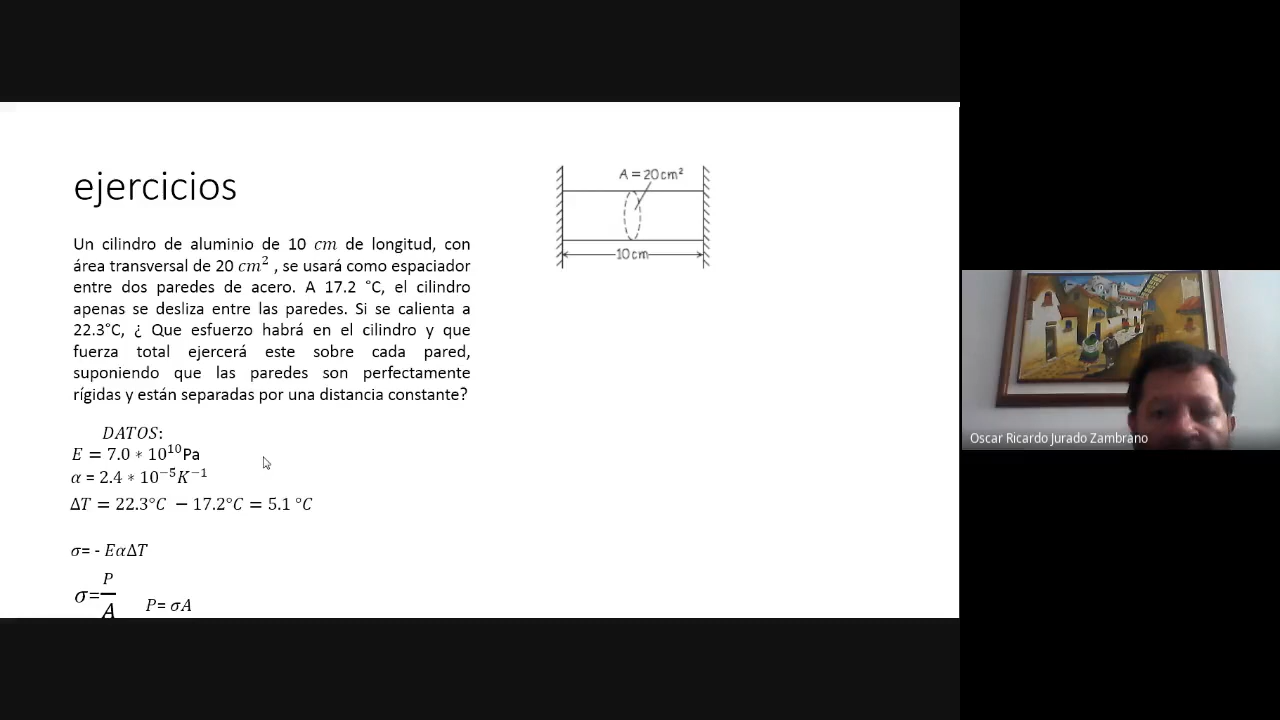 ejercicios
Un cilindro de aluminio de 10 cm de longitud, con
área transversal de 20 cm² , se usará como espaciador
entre dos paredes de acero. A 17.2 °C, el cilindro
apenas se desliza entre las paredes. Si se calienta a
22.3°C, ¿ Que esfuerzo habrá en el cilindro y que
fuerza total ejercerá este sobre cada pared,
suponiendo que las paredes son perfectamente
rígidas y están separadas por una distancia constante?
DATOS:
E = 7.0 * 10¹⁰Pa
α = 2.4 * 10⁻⁵K⁻¹
ΔT = 22.3°C − 17.2°C = 5.1 °C
σ= - EαΔT
σ=P/A P= σA
A = 20 cm²
10 cm
Oscar Ricardo Jurado Zambrano